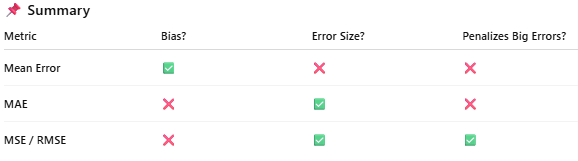 📌 Summary
Metric Bias? Error Size? Penalizes Big Errors?
Mean Error ✅ ❌ ❌
MAE ❌ ✅ ❌
MSE / RMSE ❌ ✅ ✅